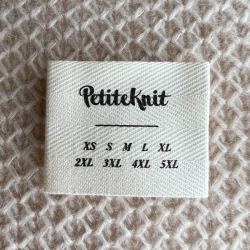 PetiteKnit
XS S M L XL
2XL 3XL 4XL 5XL